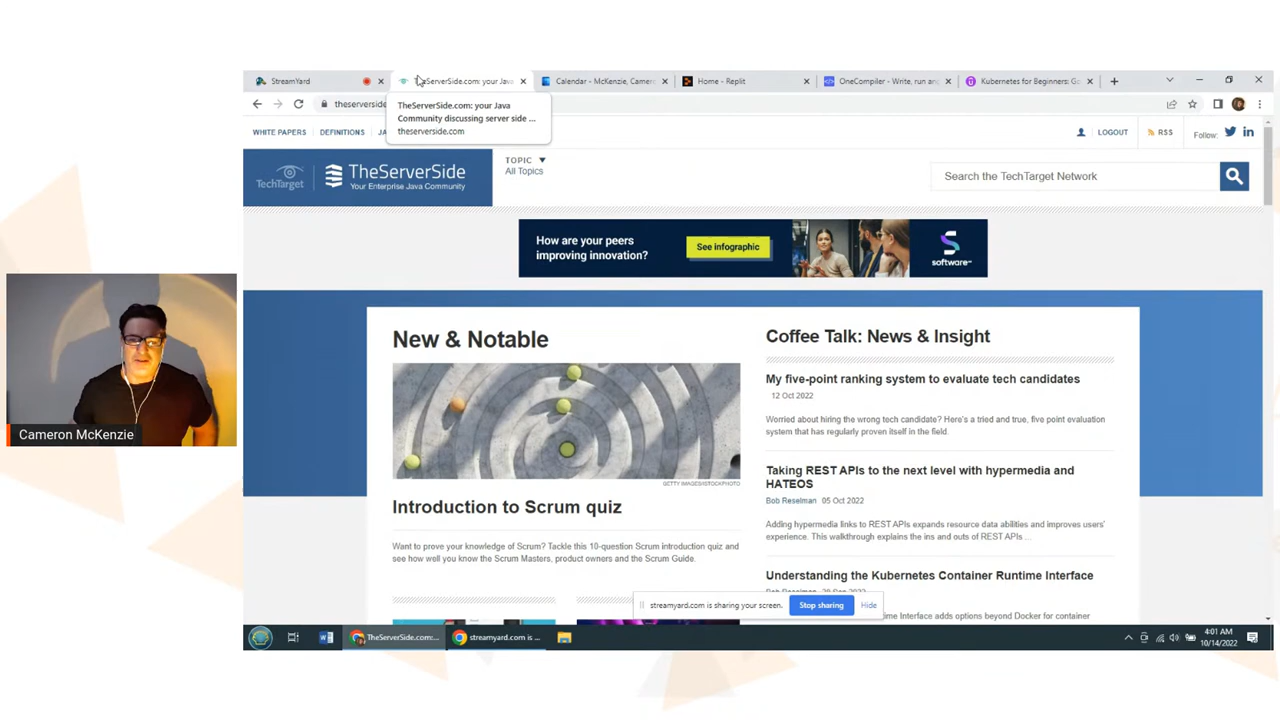 StreamYard
TheServerSide.com: your Java
Calendar - McKenzie, Camero
Home - Replit
OneCompiler - Write, run an
Kubernetes for Beginners: Go
theserverside
TheServerSide.com: your Java
Community discussing server side ...
theserverside.com
WHITE PAPERS
DEFINITIONS
LOGOUT
RSS
Follow:
TechTarget
TheServerSide
Your Enterprise Java Community
TOPIC
All Topics
Search the TechTarget Network
How are your peers
improving innovation?
See infographic
software
New & Notable
GETTY IMAGES/ISTOCKPHOTO
Introduction to Scrum quiz
Want to prove your knowledge of Scrum? Tackle this 10-question Scrum introduction quiz and
see how well you know the Scrum Masters, product owners and the Scrum Guide.
Coffee Talk: News & Insight
My five-point ranking system to evaluate tech candidates
12 Oct 2022
Worried about hiring the wrong tech candidate? Here's a tried and true, five point evaluation
system that has regularly proven itself in the field.
Taking REST APIs to the next level with hypermedia and
HATEOS
Bob Reselman 05 Oct 2022
Adding hypermedia links to REST APIs expands resource data abilities and improves users'
experience. This walkthrough explains the ins and outs of REST APIs ...
Understanding the Kubernetes Container Runtime Interface
Interface adds options beyond Docker for container
streamyard.com is sharing your screen.
Stop sharing
Hide
Cameron McKenzie
TheServerSide.com:...
streamyard.com is ...
4:01 AM
10/14/2022